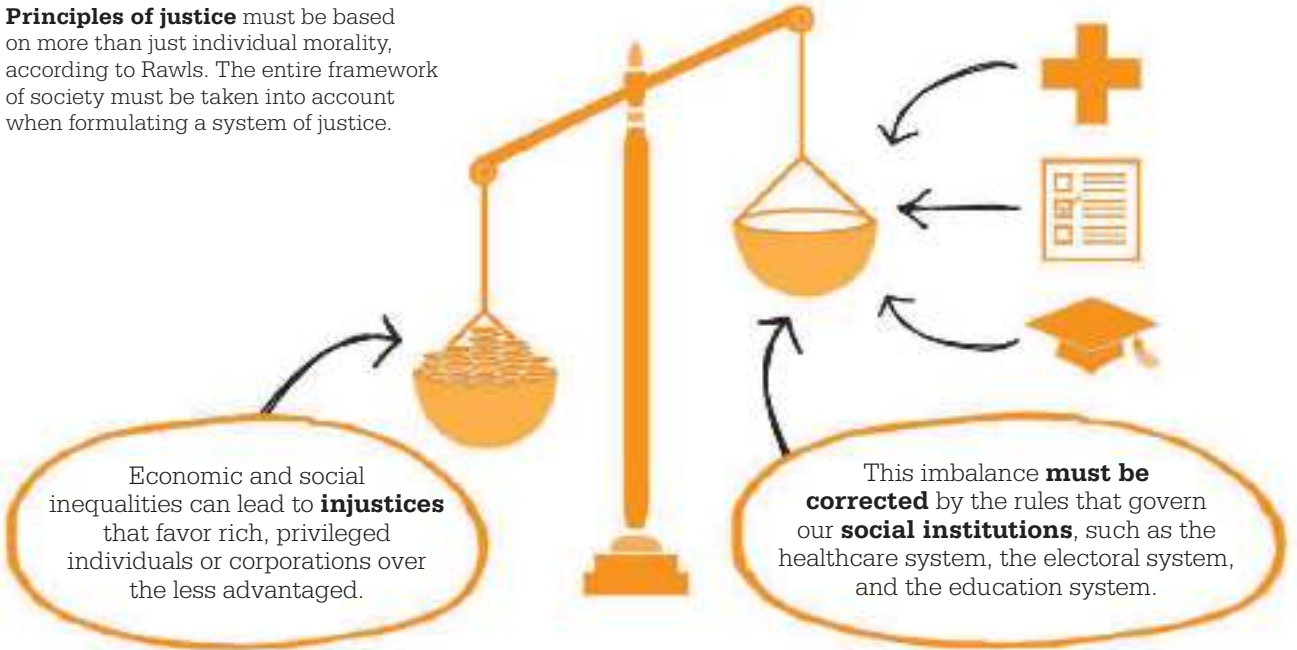 Principles of justice must be based
on more than just individual morality,
according to Rawls. The entire framework
of society must be taken into account
when formulating a system of justice.
Economic and social
inequalities can lead to injustices
that favor rich, privileged
individuals or corporations over
the less advantaged.
This imbalance must be
corrected by the rules that govern
our social institutions, such as the
healthcare system, the electoral system,
and the education system.